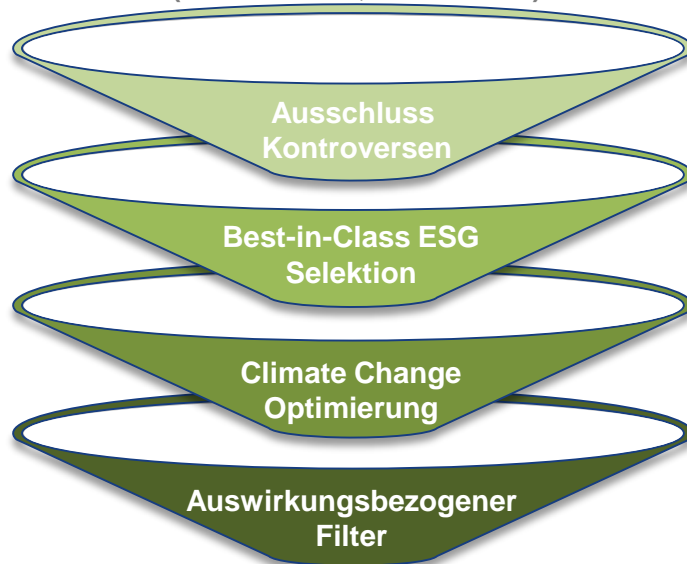 Ausschluss
Kontroversen
Best-in-Class ESG
Selektion
Climate Change
Optimierung
Auswirkungsbezogener
Filter